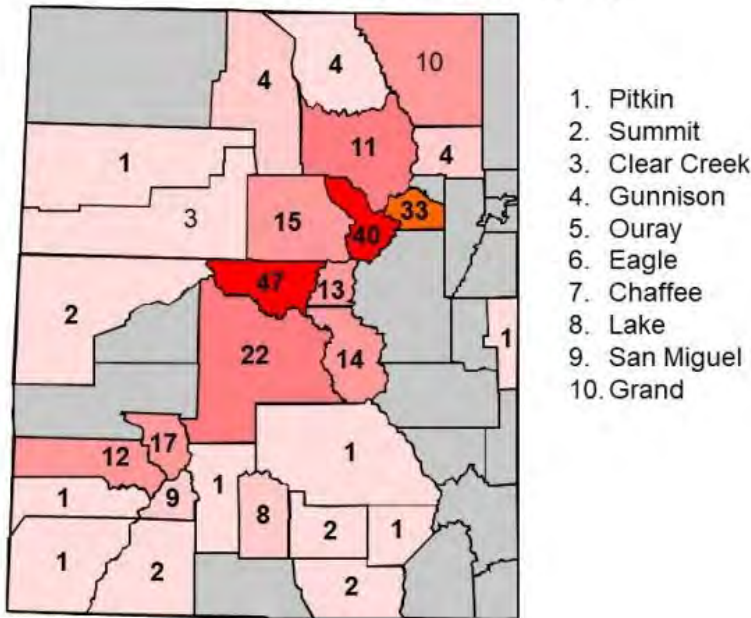 4
4
10
11
4
1
3
15
40
33
47
13
2
1
22
14
12
17
1
1
9
1
8
2
1
1
2
2
1. Pitkin
2. Summit
3. Clear Creek
4. Gunnison
5. Ouray
6. Eagle
7. Chaffee
8. Lake
9. San Miguel
10. Grand